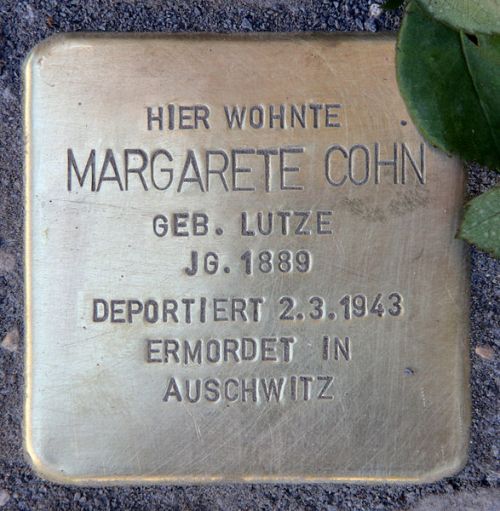 HIER WOHNTE
MARGARETE COHN
GEB. LUTZE
JG. 1889
DEPORTIERT 2.3.1943
ERMORDET IN
AUSCHWITZ